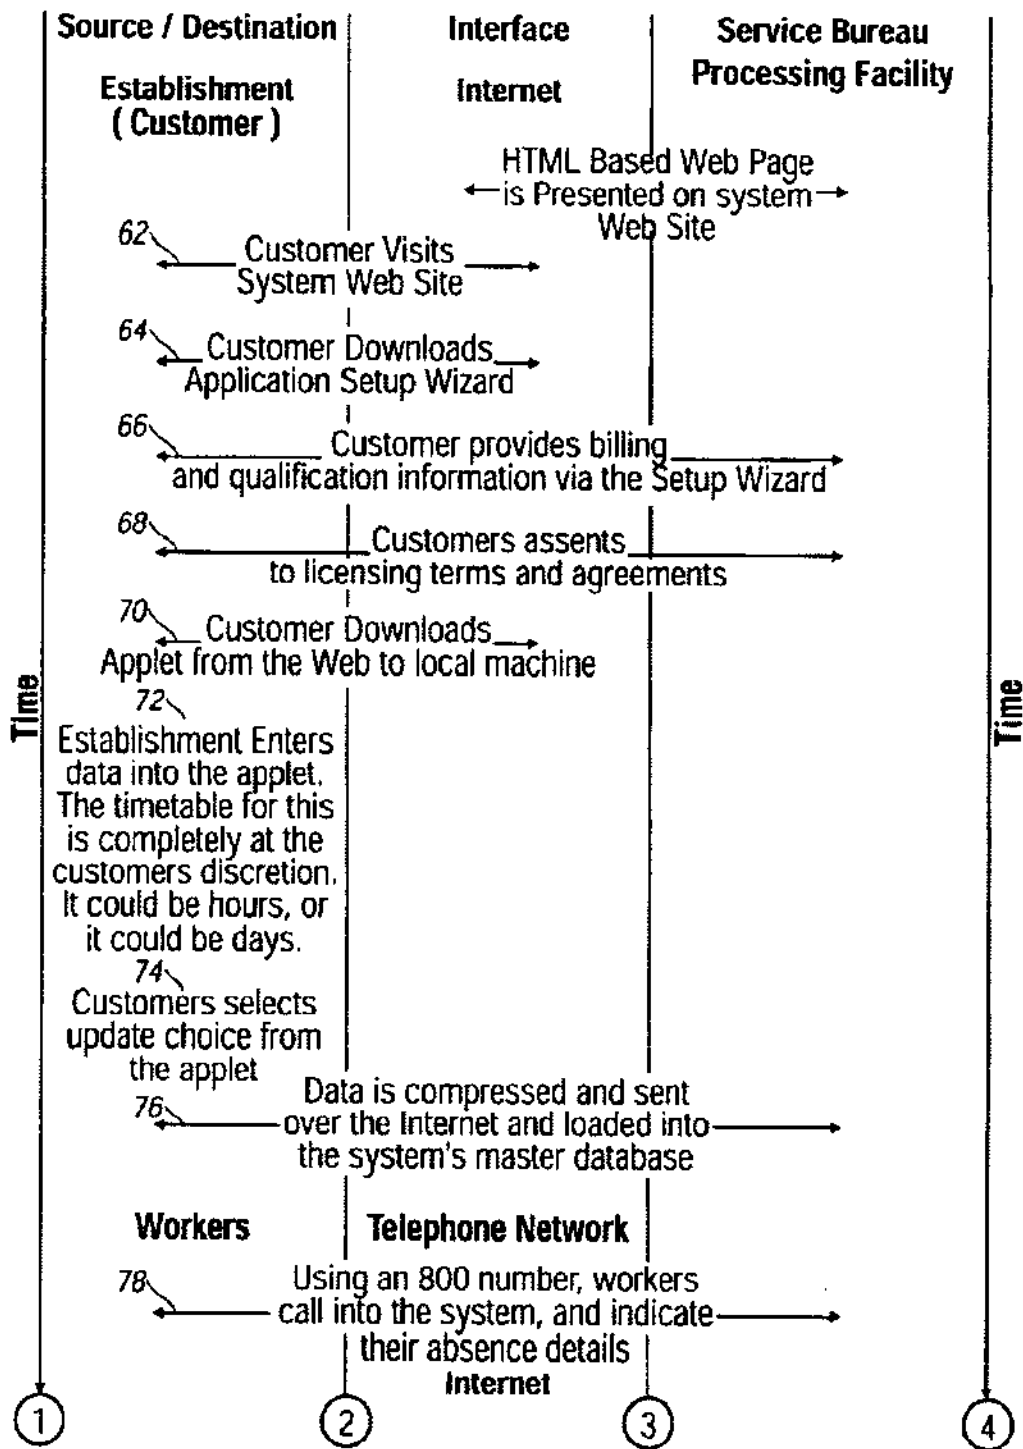 Source / Destination
Interface
Service Bureau
Processing Facility
Establishment
( Customer )
Internet
HTML Based Web Page
is Presented on system
Web Site
62
Customer Visits
System Web Site
64
Customer Downloads
Application Setup Wizard
66
Customer provides billing
and qualification information via the Setup Wizard
68
Customers assents
to licensing terms and agreements
70
Customer Downloads
Applet from the Web to local machine
Time
Time
72
Establishment Enters
data into the applet.
The timetable for this
is completely at the
customers discretion.
It could be hours, or
it could be days.
74
Customers selects
update choice from
the applet
76
Data is compressed and sent
over the Internet and loaded into
the system's master database
Workers
Telephone Network
78
Using an 800 number, workers
call into the system, and indicate
their absence details
Internet
1
2
3
4